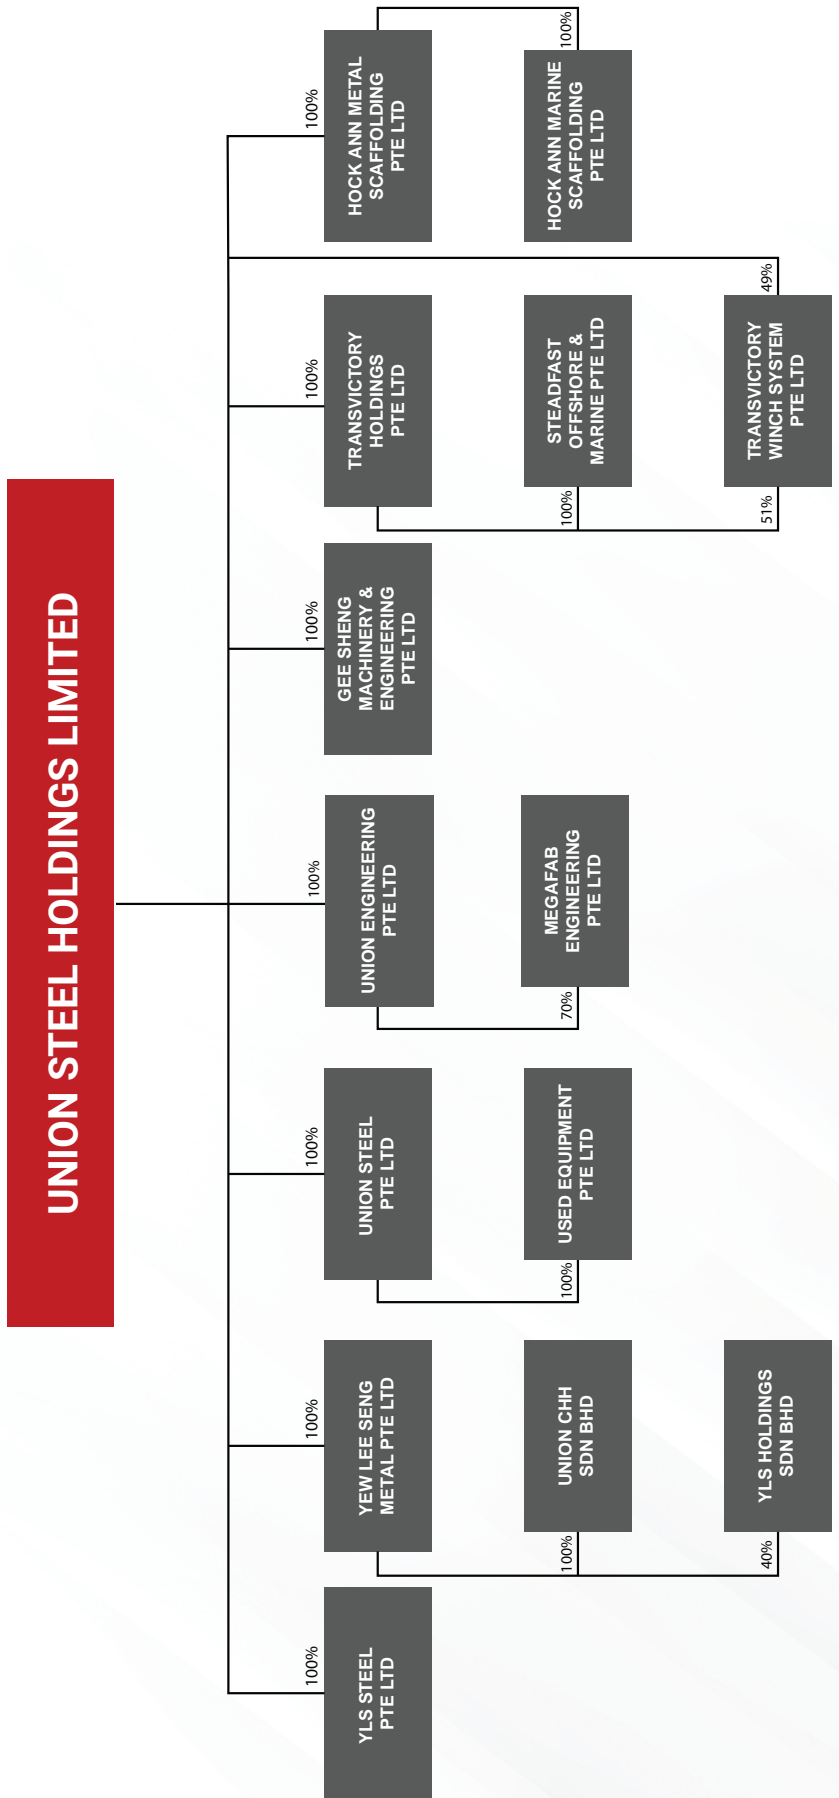 UNION STEEL HOLDINGS LIMITED
100%
YLS STEEL
PTE LTD
100%
YEW LEE SENG
METAL PTE LTD
100%
UNION CHH
SDN BHD
40%
YLS HOLDINGS
SDN BHD
100%
UNION STEEL
PTE LTD
100%
USED EQUIPMENT
PTE LTD
100%
UNION ENGINEERING
PTE LTD
70%
MEGAFAB
ENGINEERING
PTE LTD
100%
GEE SHENG
MACHINERY &
ENGINEERING
PTE LTD
100%
TRANSVICTORY
HOLDINGS
PTE LTD
100%
STEADFAST
OFFSHORE &
MARINE PTE LTD
51%
TRANSVICTORY
WINCH SYSTEM
PTE LTD
49%
100%
HOCK ANN METAL
SCAFFOLDING
PTE LTD
100%
HOCK ANN MARINE
SCAFFOLDING
PTE LTD